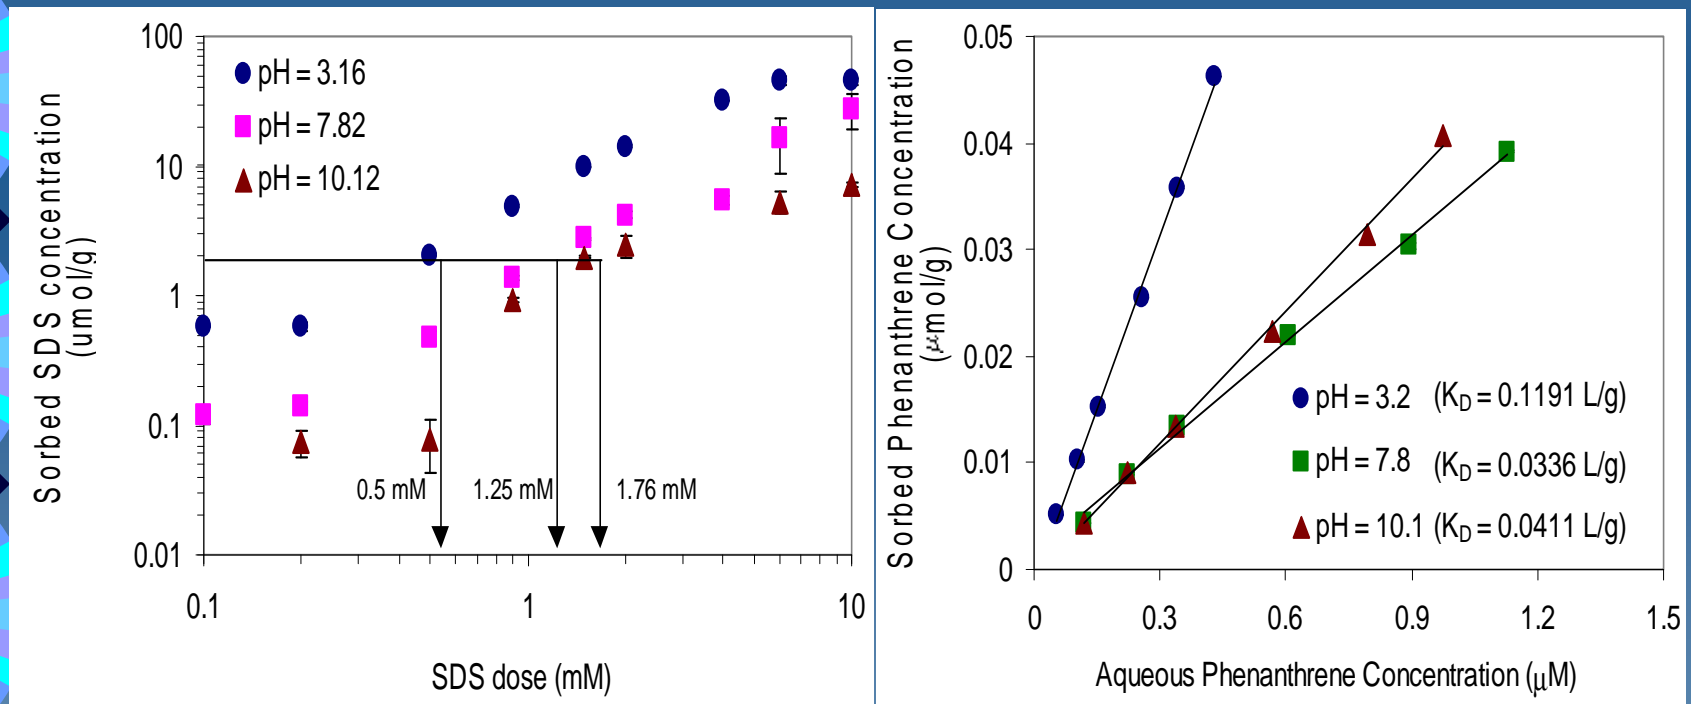 Sorbed SDS concentration
(umol/g)
100
10
1
0.1
0.01
pH = 3.16
pH = 7.82
pH = 10.12
0.5 mM
1.25 mM
1.76 mM
0.1
1
10
SDS dose (mM)
Sorbed Phenanthrene Concentration
(μmol/g)
0.05
0.04
0.03
0.02
0.01
0
pH = 3.2 (K_D = 0.1191 L/g)
pH = 7.8 (K_D = 0.0336 L/g)
pH = 10.1 (K_D = 0.0411 L/g)
0
0.3
0.6
0.9
1.2
1.5
Aqueous Phenanthrene Concentration (μM)